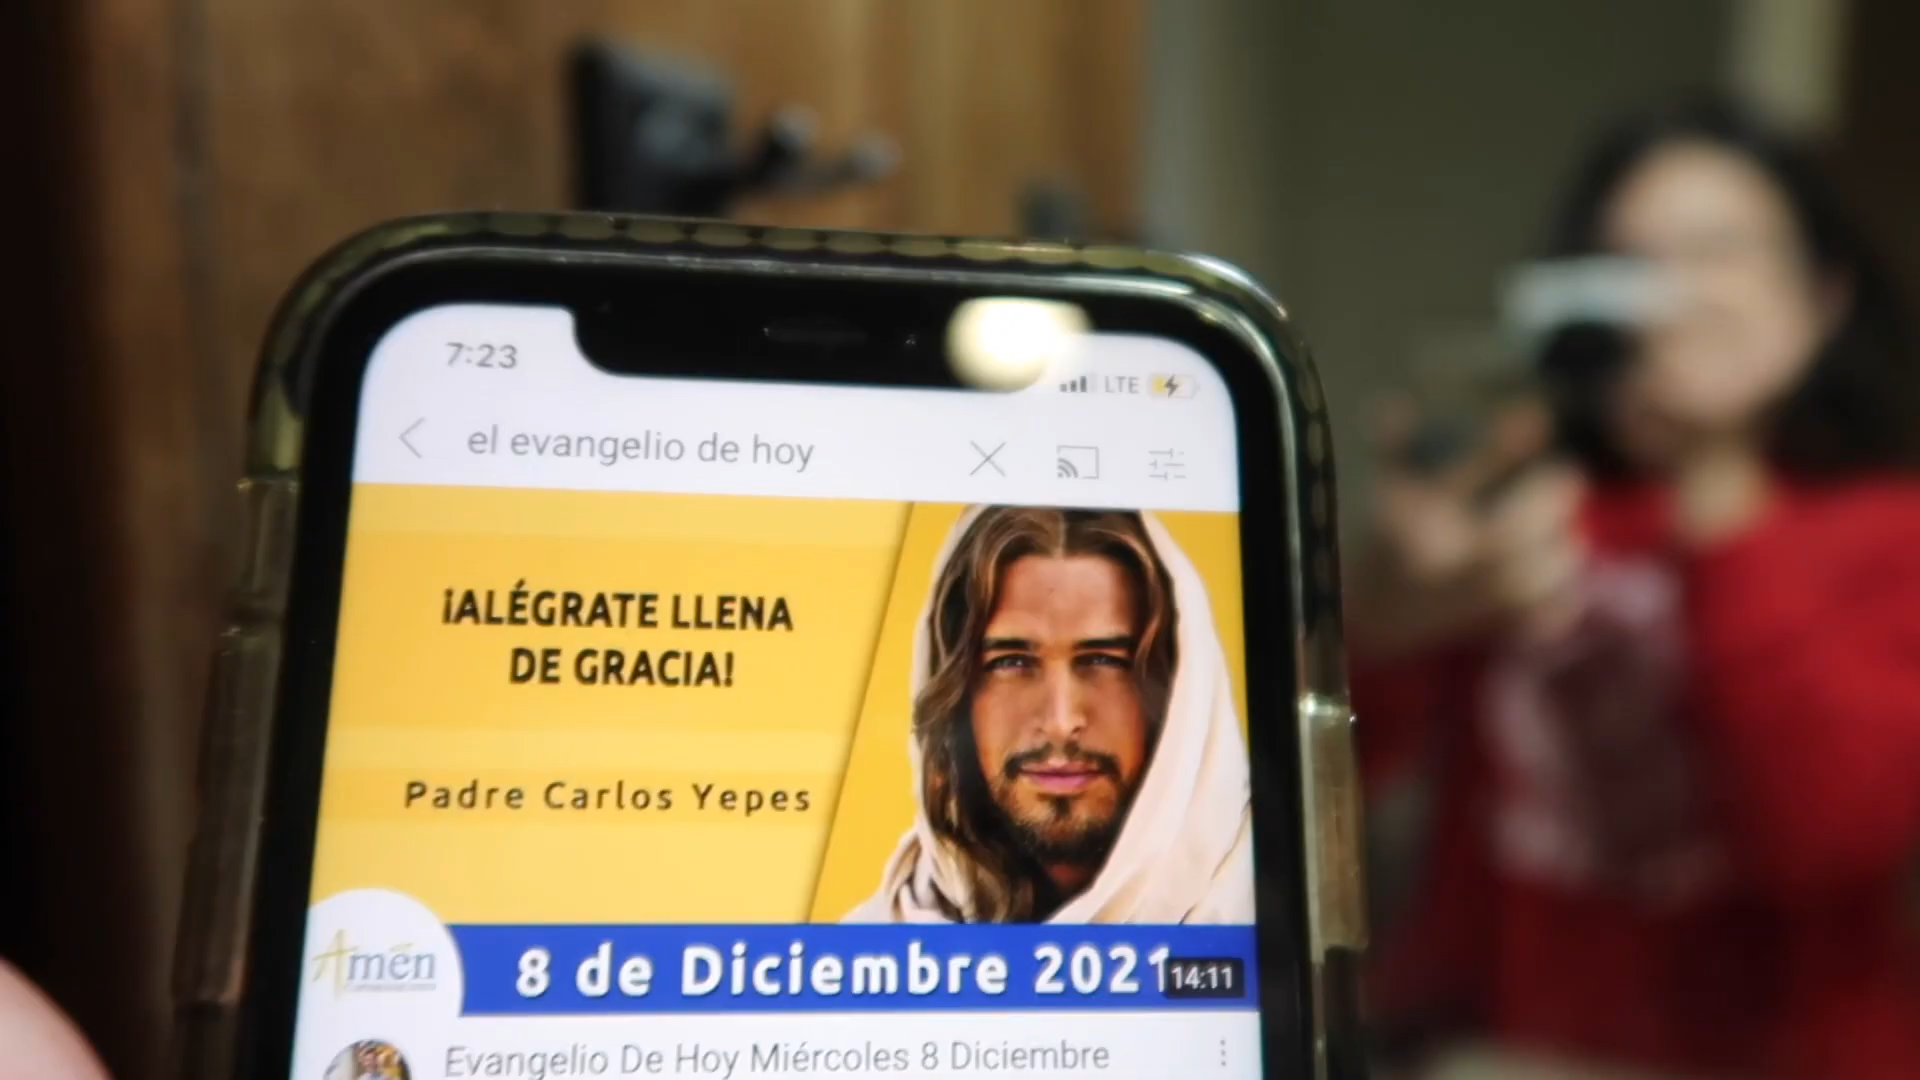 7:23
LTE
el evangelio de hoy
¡ALÉGRATE LLENA
DE GRACIA!
Padre Carlos Yepes
Amén
8 de Diciembre 2021
14:11
Evangelio De Hoy Miércoles 8 Diciembre